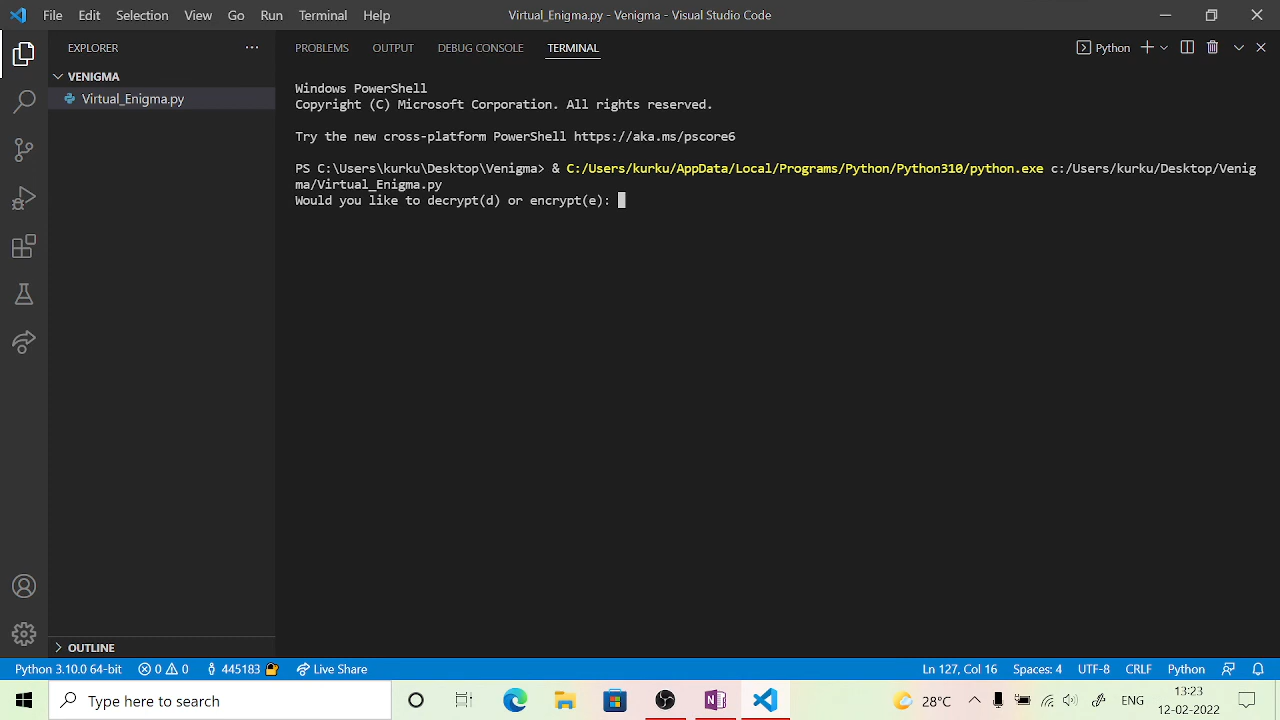 File Edit Selection View Go Run Terminal Help Virtual_Enigma.py - Venigma - Visual Studio Code
EXPLORER
PROBLEMS OUTPUT DEBUG CONSOLE TERMINAL Python
VENIGMA
Virtual_Enigma.py
Windows PowerShell
Copyright (C) Microsoft Corporation. All rights reserved.
Try the new cross-platform PowerShell https://aka.ms/pscore6
PS C:\Users\kurku\Desktop\Venigma> & C:/Users/kurku/AppData/Local/Programs/Python/Python310/python.exe c:/Users/kurku/Desktop/Venig
ma/Virtual_Enigma.py
Would you like to decrypt(d) or encrypt(e):
OUTLINE
Python 3.10.0 64-bit 0 0 445183 Live Share Ln 127, Col 16 Spaces: 4 UTF-8 CRLF Python
Type here to search 28°C ENG 13:23
12-02-2022